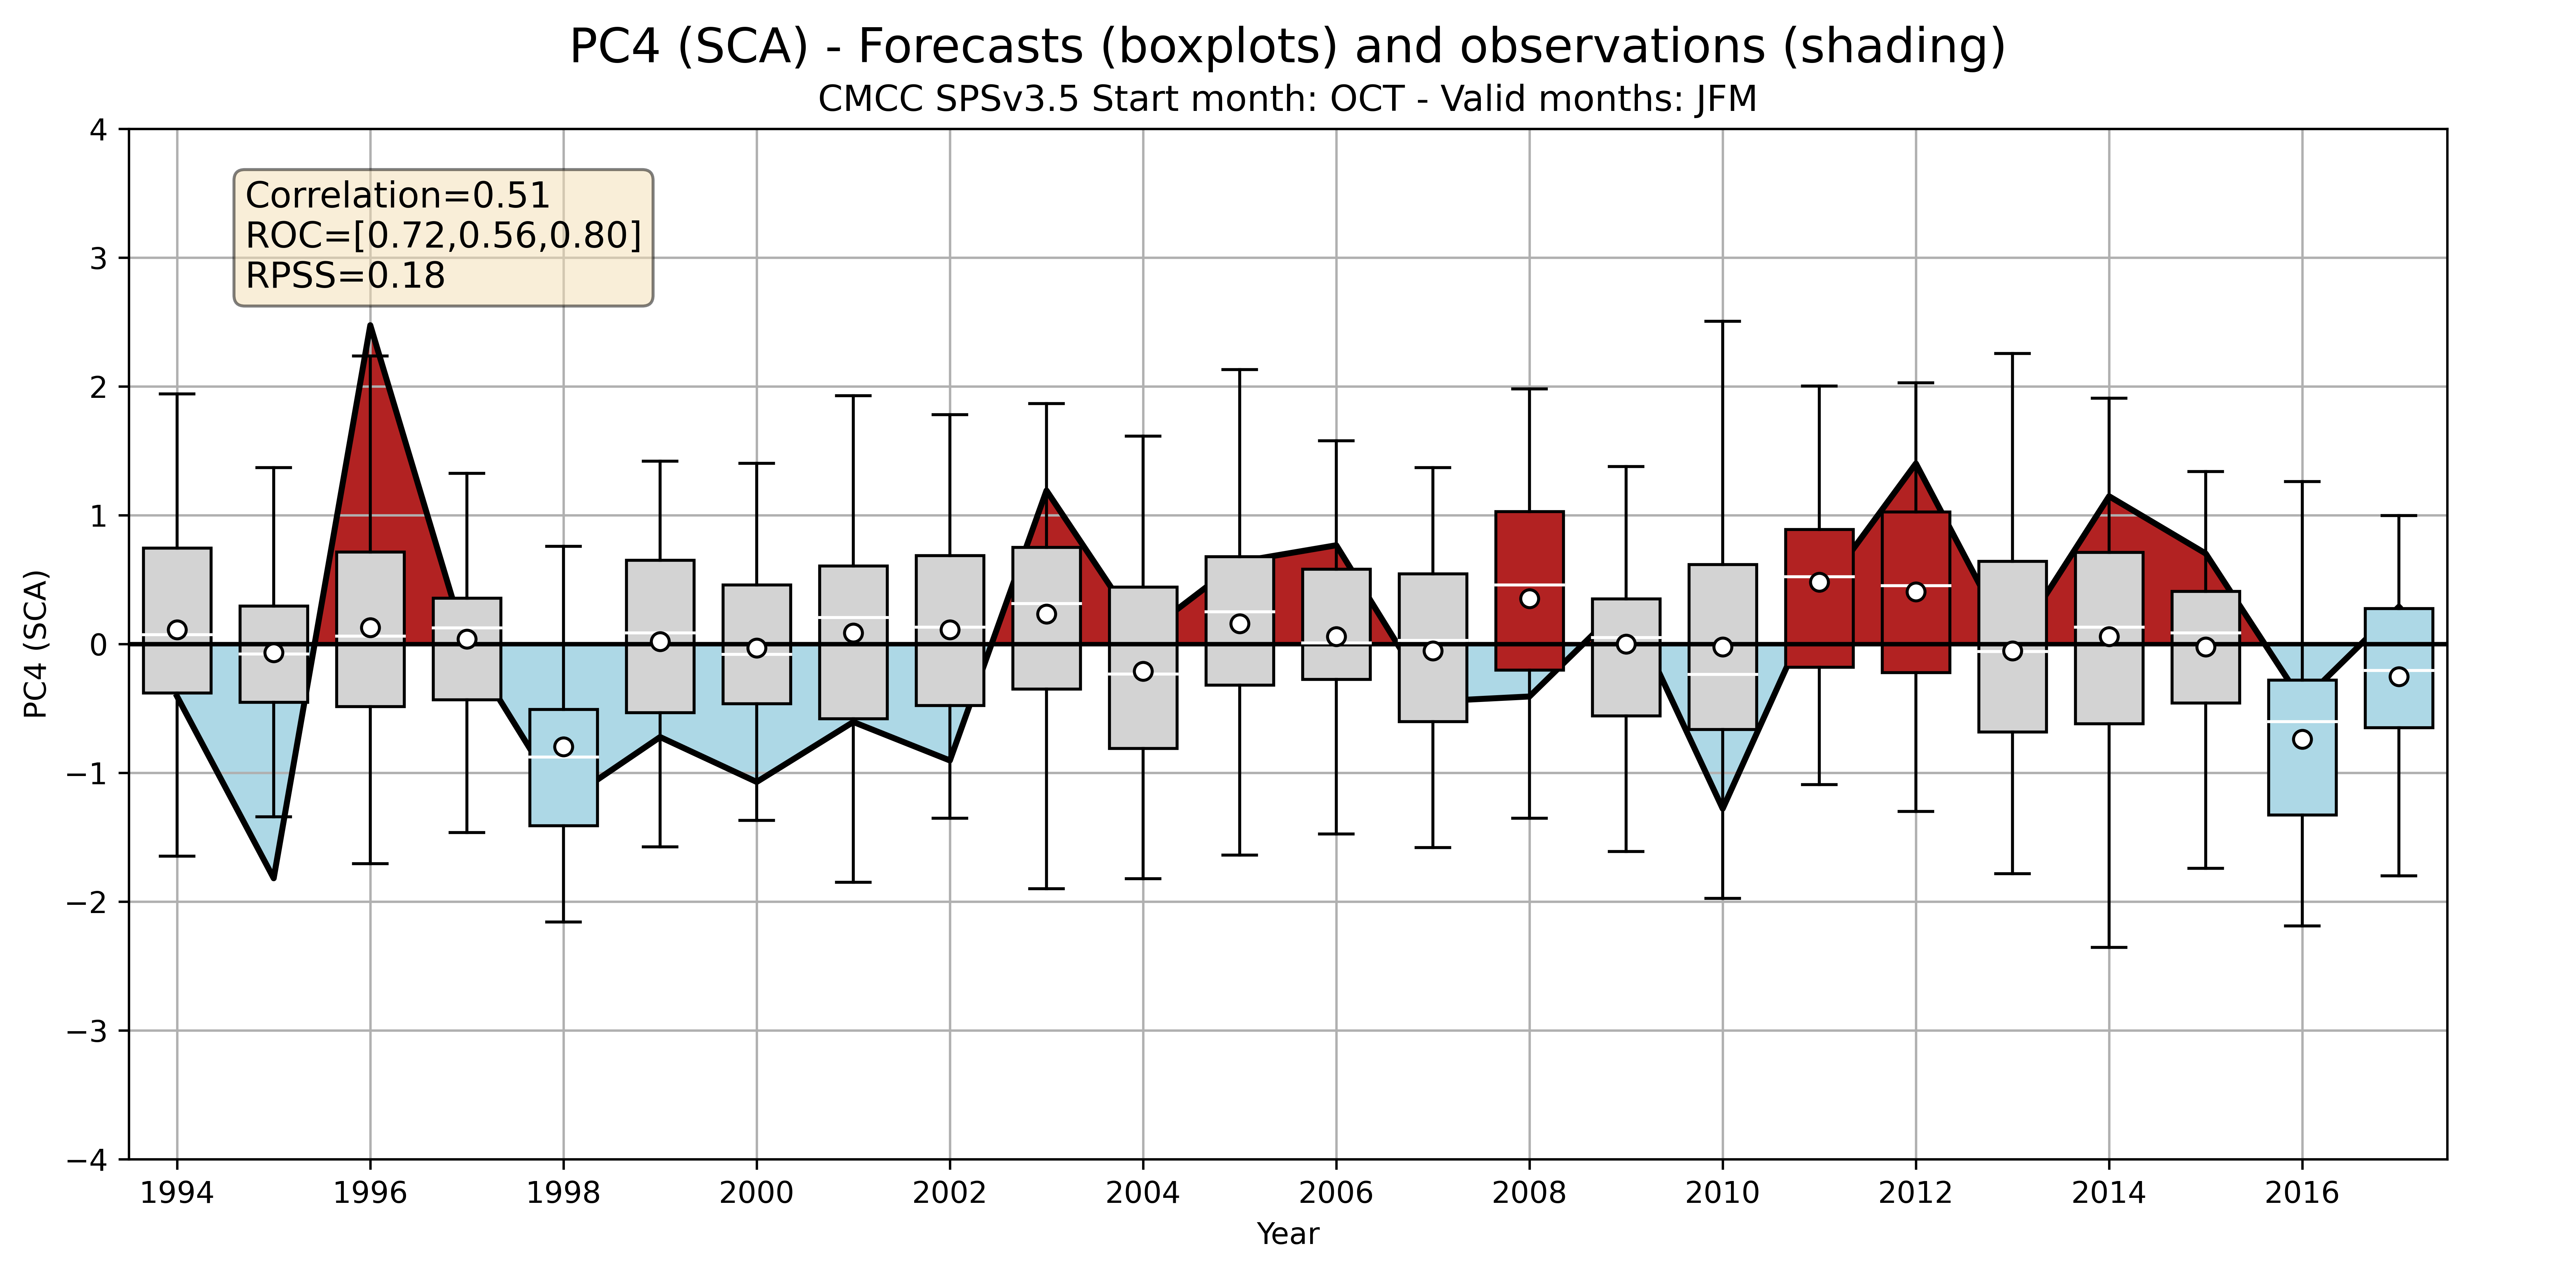 PC4 (SCA) - Forecasts (boxplots) and observations (shading)
CMCC SPSv3.5 Start month: OCT - Valid months: JFM
Correlation=0.51
ROC=[0.72,0.56,0.80]
RPSS=0.18
PC4 (SCA)
4
3
2
1
0
−1
−2
−3
−4
1994 1996 1998 2000 2002 2004 2006 2008 2010 2012 2014 2016
Year